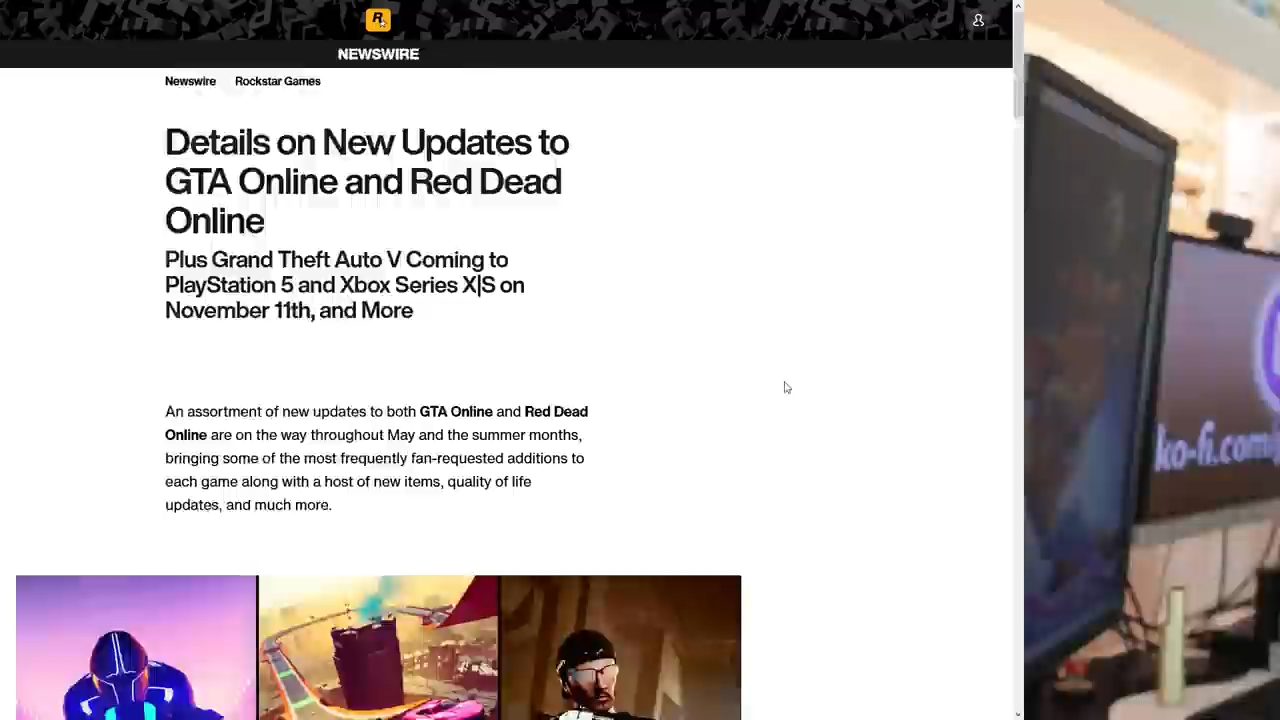 NEWSWIRE
Newswire Rockstar Games
Details on New Updates to
GTA Online and Red Dead
Online
Plus Grand Theft Auto V Coming to
PlayStation 5 and Xbox Series X|S on
November 11th, and More
An assortment of new updates to both GTA Online and Red Dead
Online are on the way throughout May and the summer months,
bringing some of the most frequently fan-requested additions to
each game along with a host of new items, quality of life
updates, and much more.
ko-fi.com